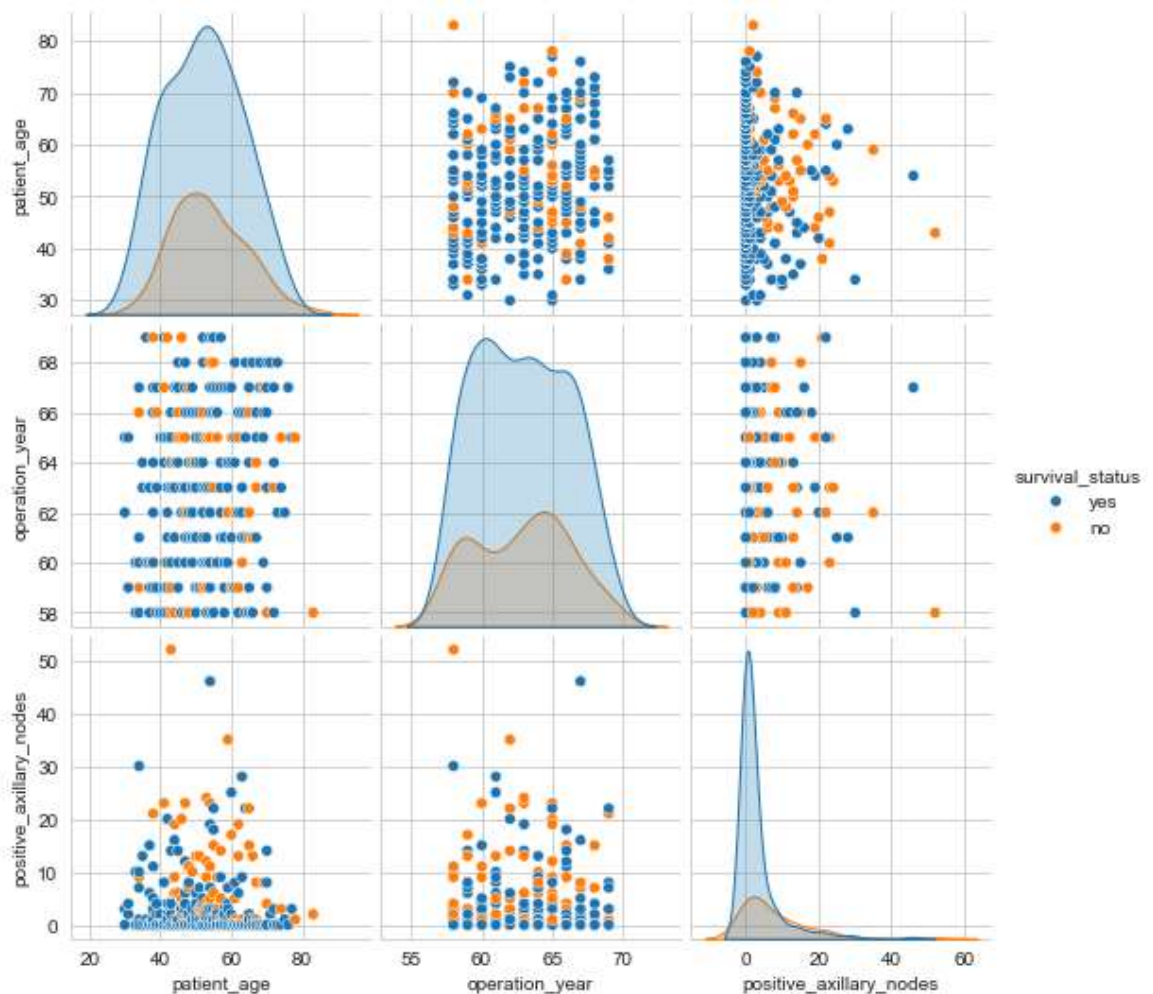 80
70
60
50
40
30
patient_age
68
66
64
62
60
58
operation_year
survival_status
yes
no
50
40
30
20
10
0
positive_axillary_nodes
20 40 60 80
55 60 65 70
0 20 40 60
patient_age
operation_year
positive_axillary_nodes